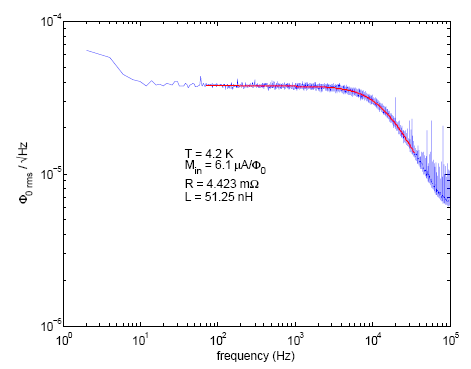 10⁻⁴
10⁻⁵
10⁻⁶
Φ₀ rms / √Hz
T = 4.2 K
M_in = 6.1 μA/Φ₀
R = 4.423 mΩ
L = 51.25 nH
10⁰ 10¹ 10² 10³ 10⁴ 10⁵
frequency (Hz)